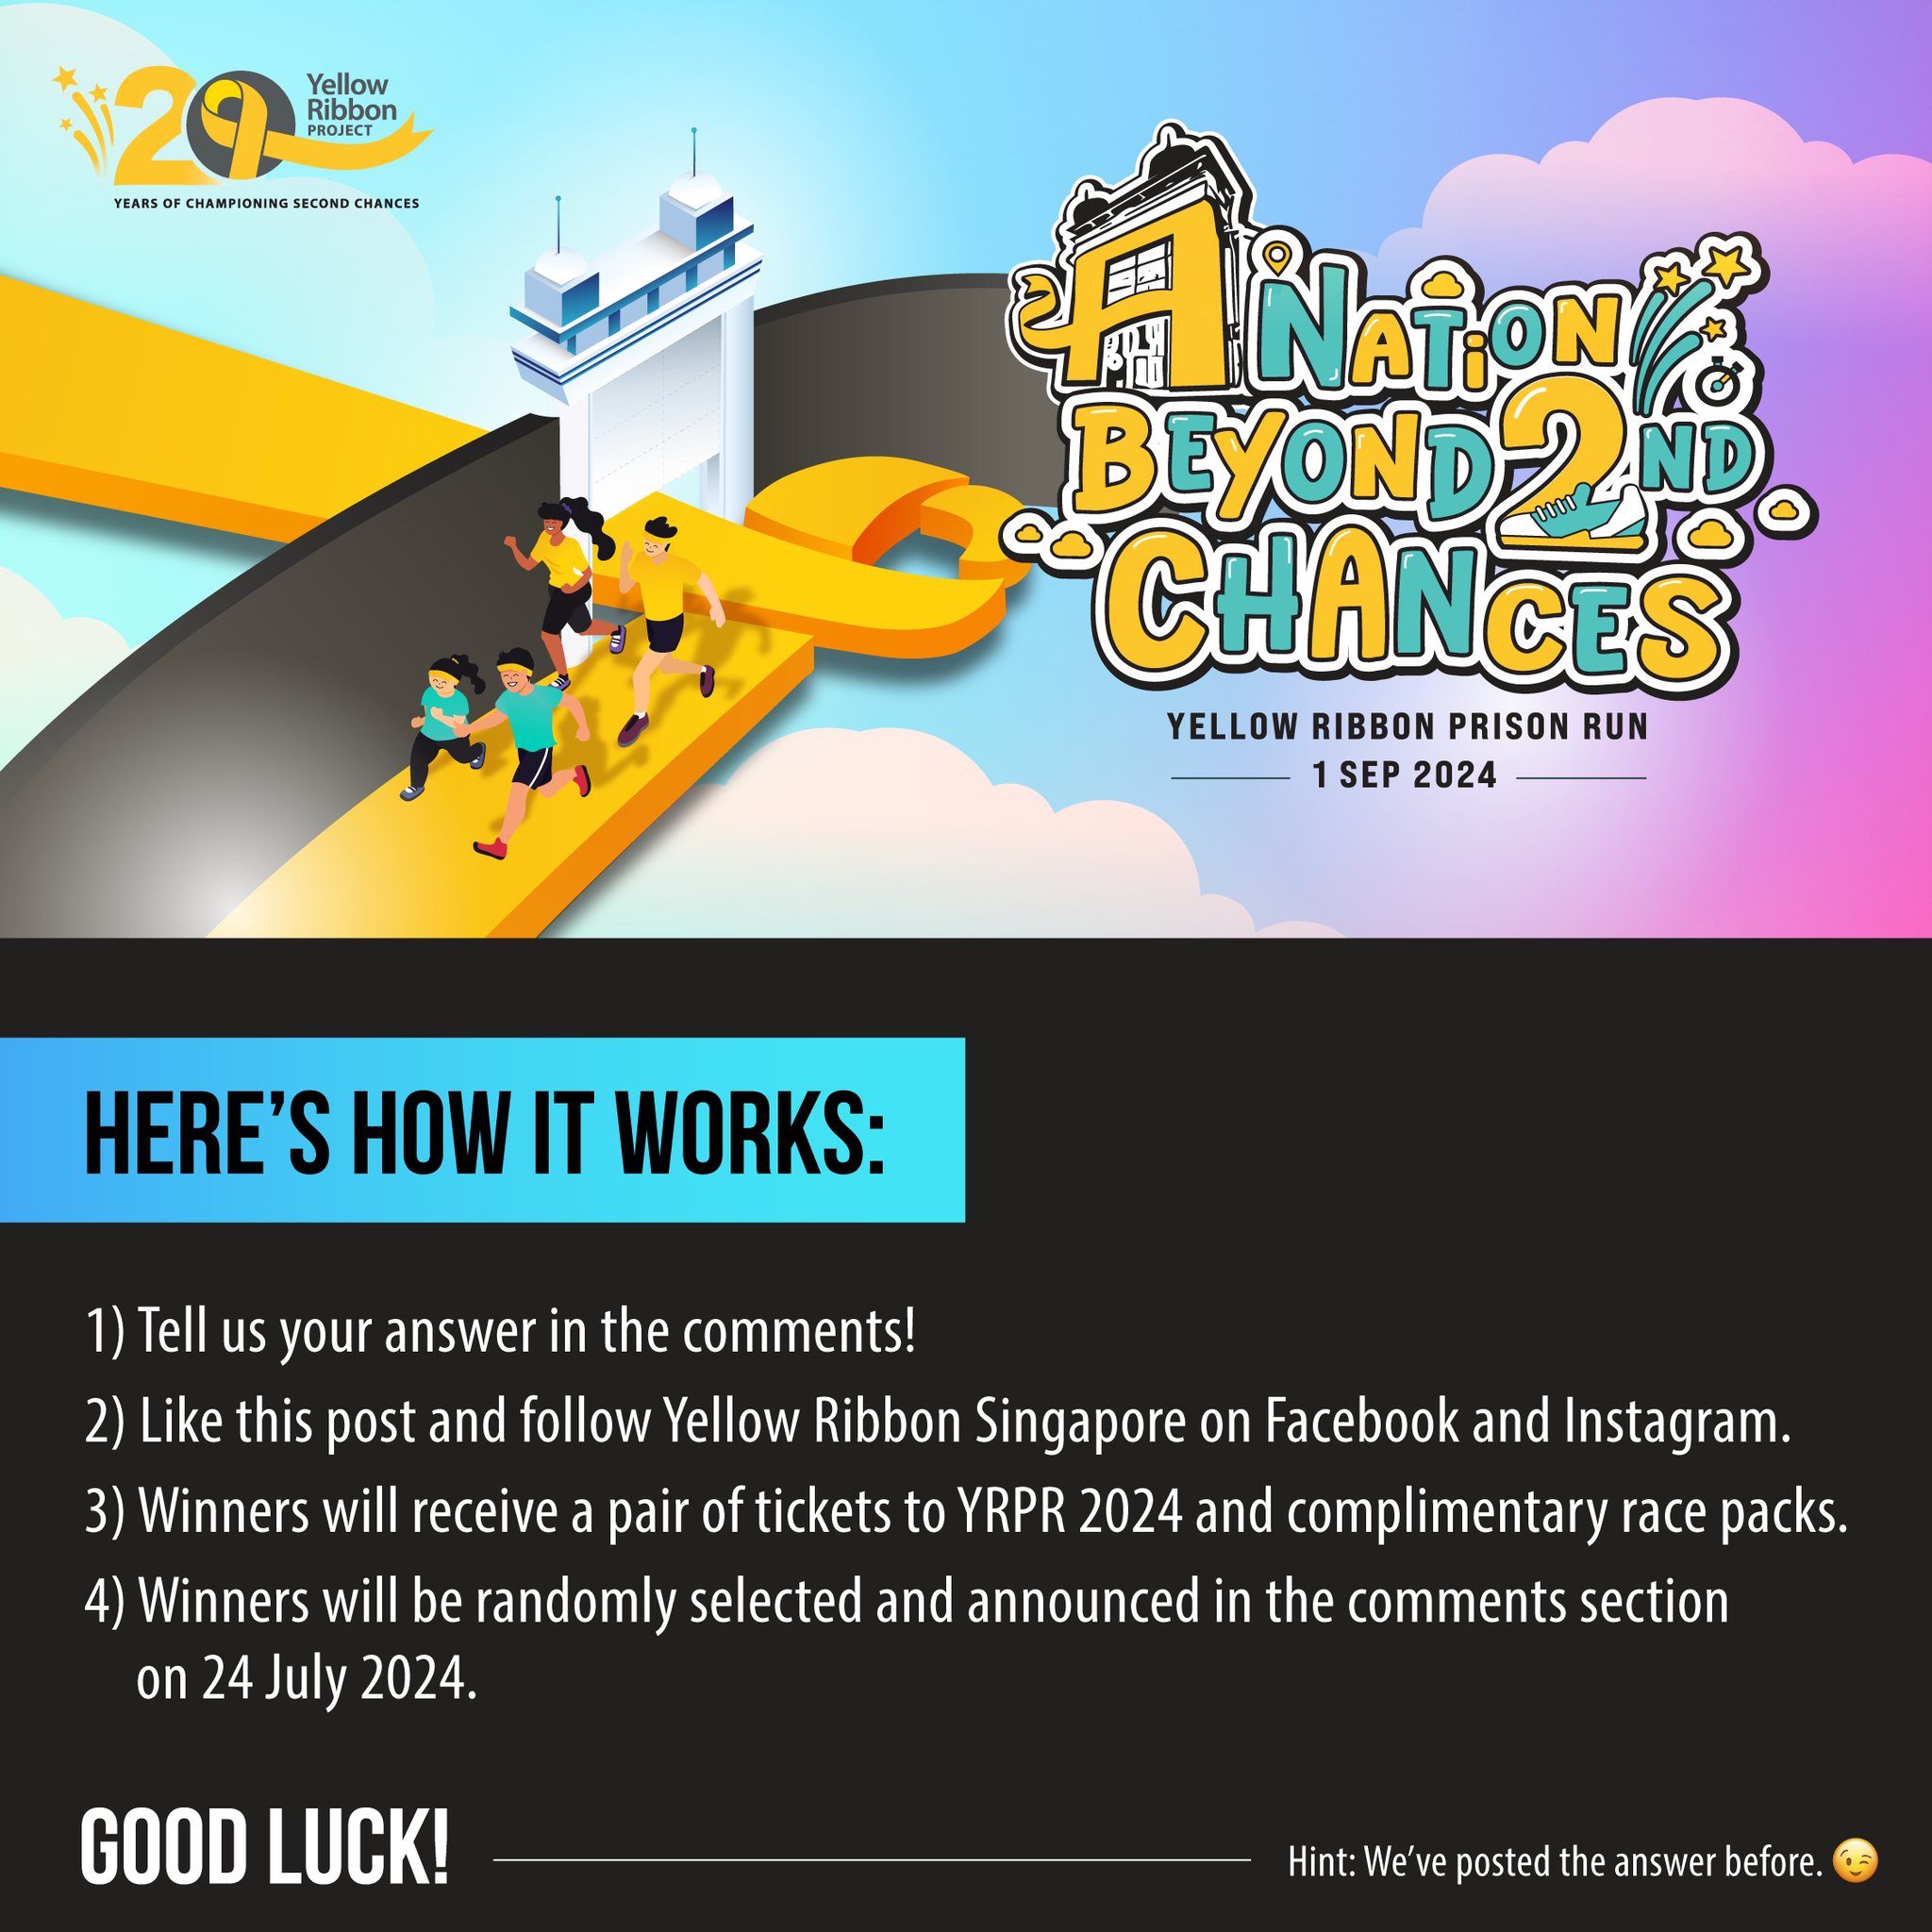 20
Yellow
Ribbon
PROJECT
YEARS OF CHAMPIONING SECOND CHANCES
A NATiON
BEYOND 2ND
CHANCES
YELLOW RIBBON PRISON RUN
1 SEP 2024
HERE’S HOW IT WORKS:
1) Tell us your answer in the comments!
2) Like this post and follow Yellow Ribbon Singapore on Facebook and Instagram.
3) Winners will receive a pair of tickets to YRPR 2024 and complimentary race packs.
4) Winners will be randomly selected and announced in the comments section
on 24 July 2024.
GOOD LUCK!
Hint: We’ve posted the answer before. 😉